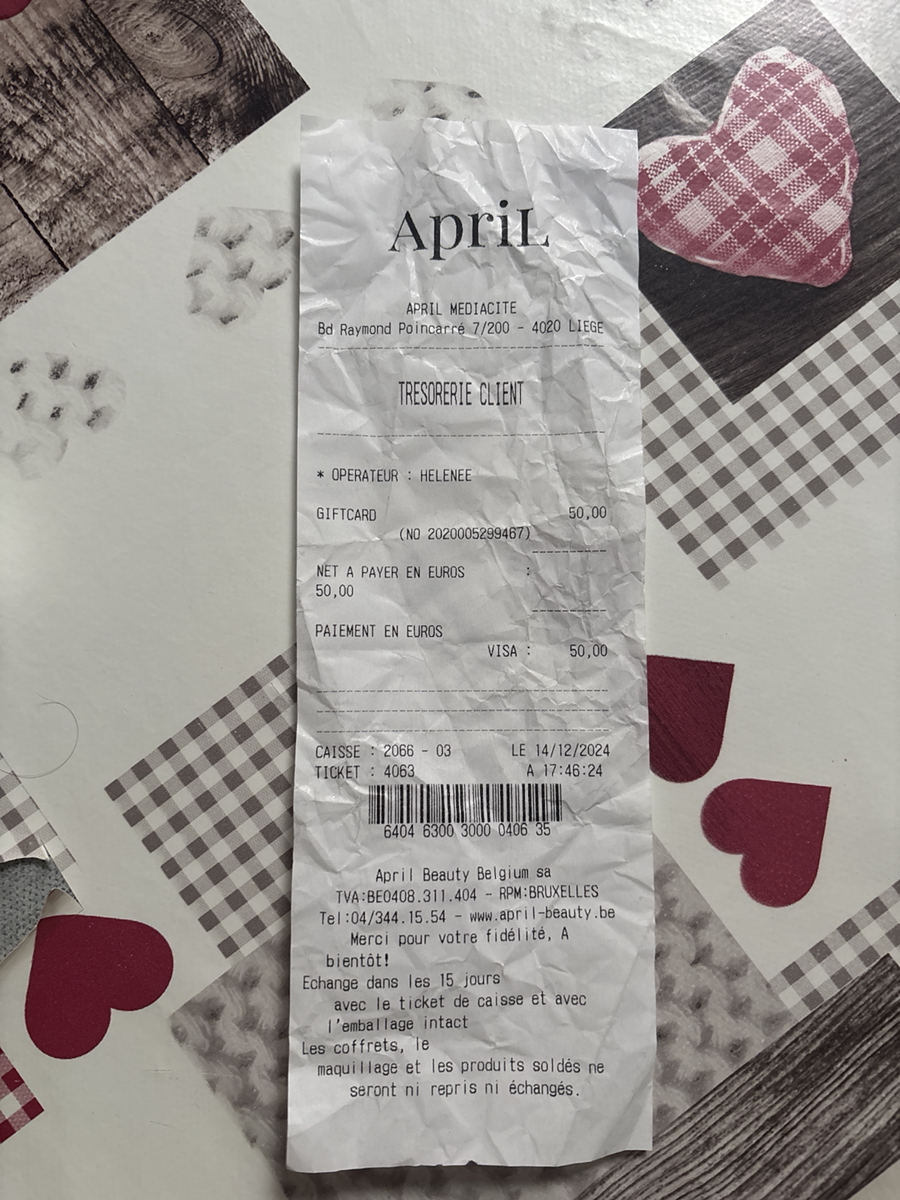 ApriL
APRIL MEDIACITE
Bd Raymond Poincarré 7/200 - 4020 LIEGE
TRESORERIE CLIENT
* OPERATEUR : HELENEE
GIFTCARD 50,00
(NO 2020005299467)
NET A PAYER EN EUROS :
50,00
PAIEMENT EN EUROS
VISA : 50,00
CAISSE : 2066 - 03 LE 14/12/2024
TICKET : 4063 A 17:46:24
6404 6300 3000 0406 35
April Beauty Belgium sa
TVA:BE0408.311.404 - RPM:BRUXELLES
Tel:04/344.15.54 - www.april-beauty.be
Merci pour votre fidélité, A
bientôt!
Echange dans les 15 jours
avec le ticket de caisse et avec
l'emballage intact
Les coffrets, le
maquillage et les produits soldés ne
seront ni repris ni échangés.